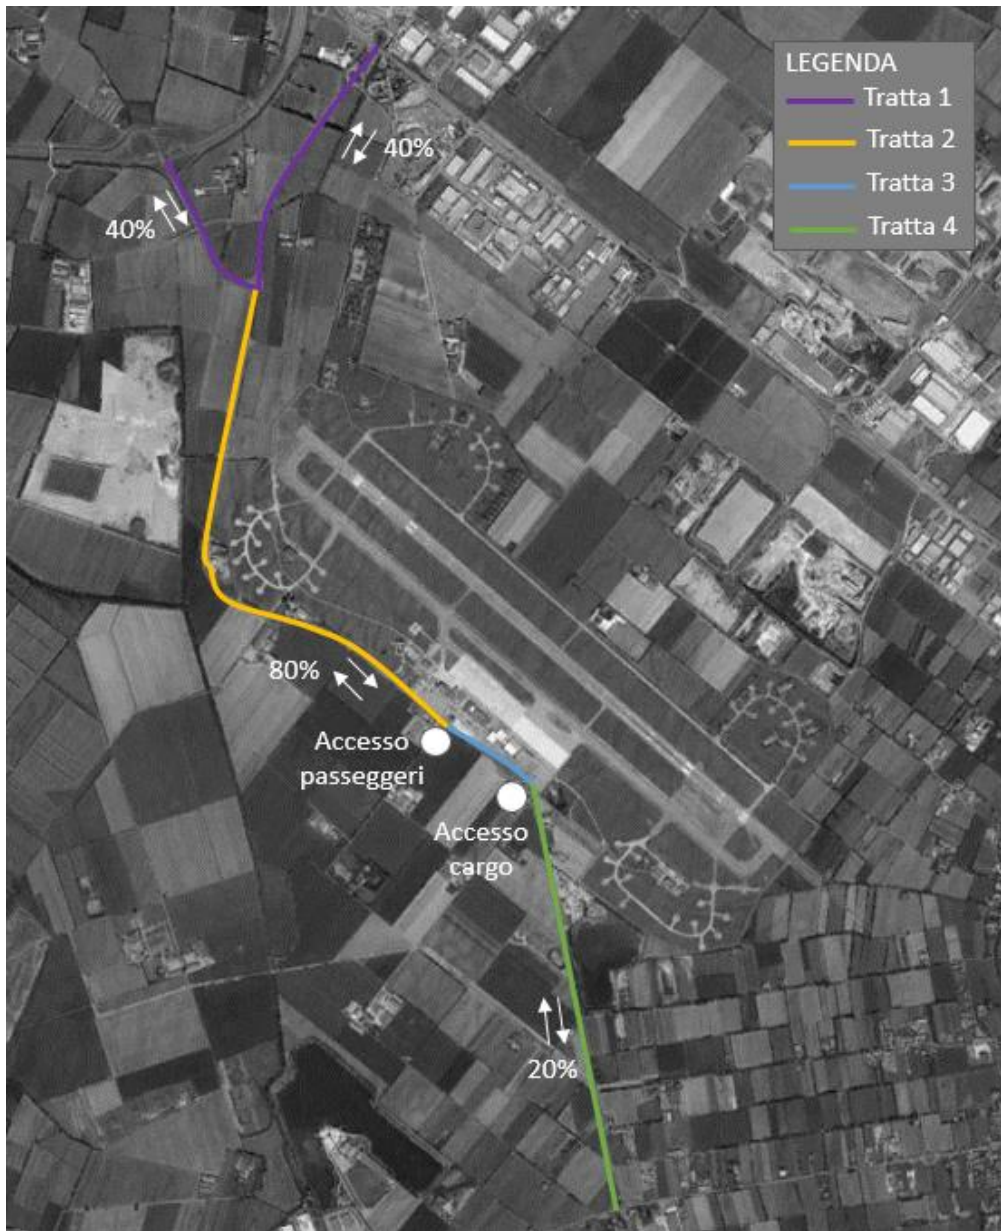 LEGENDA
Tratta 1
Tratta 2
Tratta 3
Tratta 4
40%
40%
80%
Accesso
passeggeri
Accesso
cargo
20%